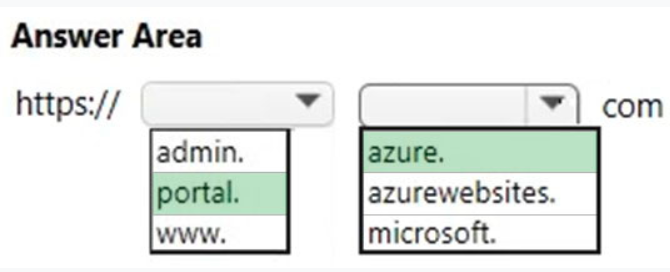 Answer Area
https:// com
admin. azure.
portal. azurewebsites.
www. microsoft.